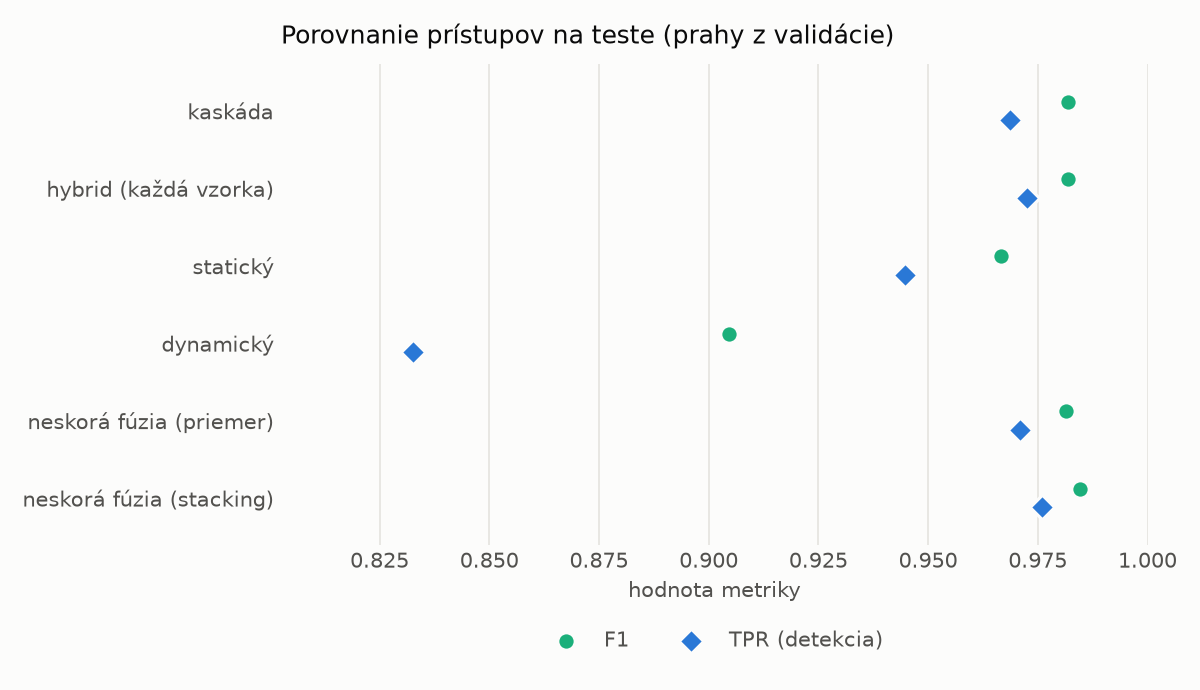 Porovnanie prístupov na teste (prahy z validácie)
kaskáda
hybrid (každá vzorka)
statický
dynamický
neskorá fúzia (priemer)
neskorá fúzia (stacking)
0.825 0.850 0.875 0.900 0.925 0.950 0.975 1.000
hodnota metriky
F1 TPR (detekcia)